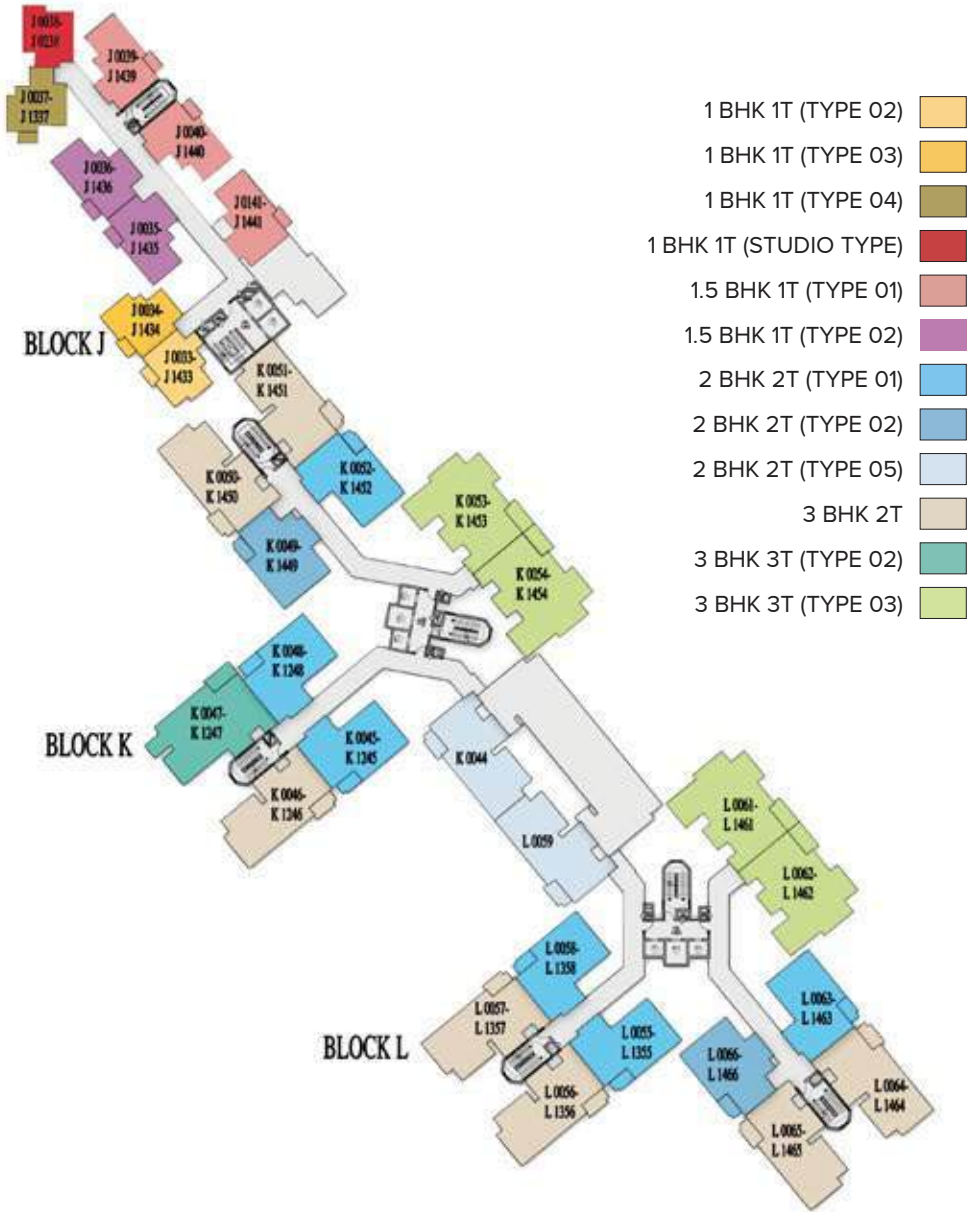 J 0038-
J 0238
J 0037-
J 1337
J 0039-
J 1439
J 0040-
J 1440
J 0036-
J 1436
J 0035-
J 1435
J 0141-
J 1441
J 0034-
J 1434
J 0033-
J 1433
BLOCK J
1 BHK 1T (TYPE 02)
1 BHK 1T (TYPE 03)
1 BHK 1T (TYPE 04)
1 BHK 1T (STUDIO TYPE)
1.5 BHK 1T (TYPE 01)
1.5 BHK 1T (TYPE 02)
2 BHK 2T (TYPE 01)
2 BHK 2T (TYPE 02)
2 BHK 2T (TYPE 05)
3 BHK 2T
3 BHK 3T (TYPE 02)
3 BHK 3T (TYPE 03)
K 0051-
K 1451
K 0050-
K 1450
K 0052-
K 1452
K 0049-
K 1449
K 0053-
K 1453
K 0054-
K 1454
K 0048-
K 1248
K 0047-
K 1247
BLOCK K
K 0045-
K 1245
K 0046-
K 1246
K 0044
L 0059
L 0061-
L 1461
L 0062-
L 1462
L 0058-
L 1358
L 0057-
L 1357
BLOCK L
L 0055-
L 1355
L 0056-
L 1356
L 0063-
L 1463
L 0066-
L 1466
L 0064-
L 1464
L 0065-
L 1465